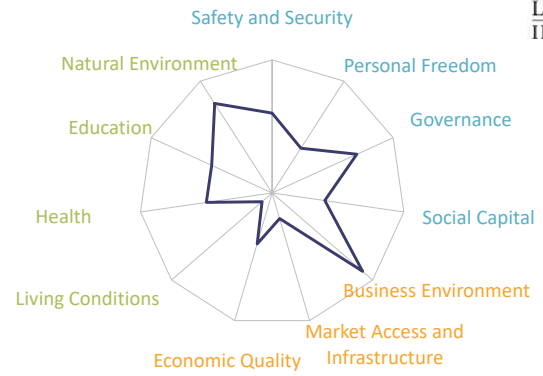 Safety and Security
Natural Environment
Personal Freedom
Education
Governance
Health
Social Capital
Living Conditions
Business Environment
Market Access and
Infrastructure
Economic Quality